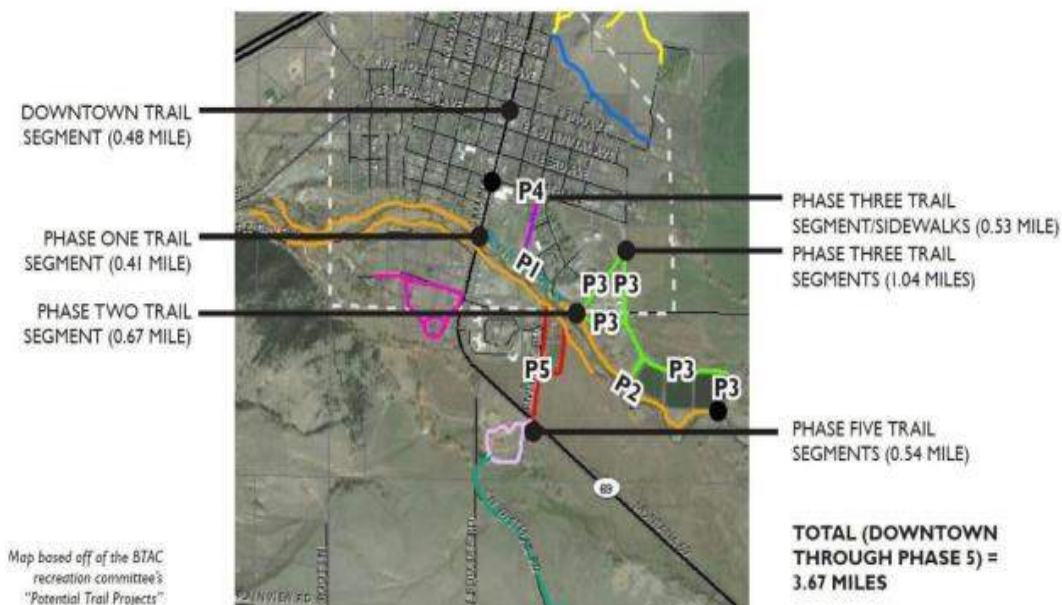 DOWNTOWN TRAIL
SEGMENT (0.48 MILE)
PHASE ONE TRAIL
SEGMENT (0.41 MILE)
PHASE TWO TRAIL
SEGMENT (0.67 MILE)
Map based off of the BTAC
recreation committee's
"Potential Trail Projects"
P4
P1
P3
P3
P3
P2
P3
P3
P5
69
PHASE THREE TRAIL
SEGMENT/SIDEWALKS (0.53 MILE)
PHASE THREE TRAIL
SEGMENTS (1.04 MILES)
PHASE FIVE TRAIL
SEGMENTS (0.54 MILE)
TOTAL (DOWNTOWN
THROUGH PHASE 5) =
3.67 MILES